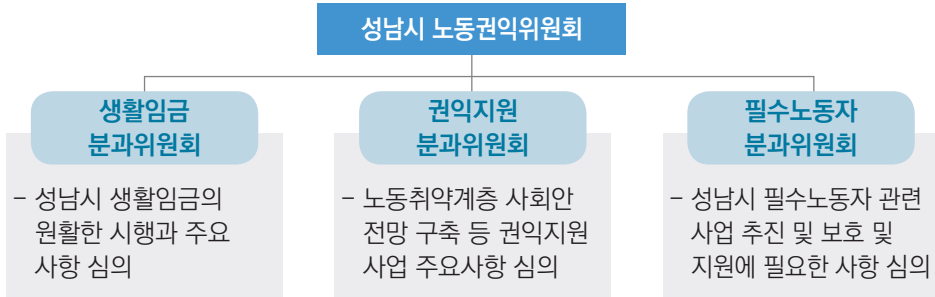 성남시 노동권익위원회
생활임금
분과위원회
- 성남시 생활임금의
원활한 시행과 주요
사항 심의
권익지원
분과위원회
- 노동취약계층 사회안
전망 구축 등 권익지원
사업 주요사항 심의
필수노동자
분과위원회
- 성남시 필수노동자 관련
사업 추진 및 보호 및
지원에 필요한 사항 심의